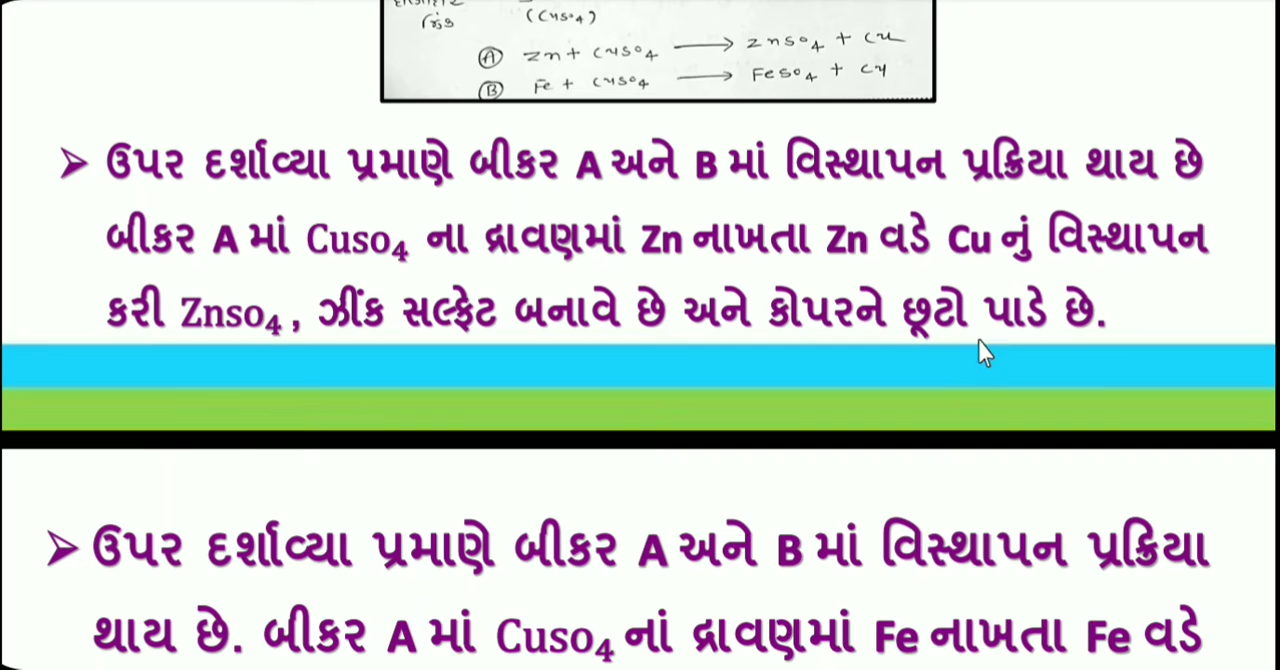 ઝિંક (CuSO₄)
Ⓐ Zn + CuSO₄ ⟶ ZnSO₄ + Cu
Ⓑ Fe + CuSO₄ ⟶ FeSO₄ + Cu
➢ ઉપર દર્શાવ્યા પ્રમાણે બીકર A અને B માં વિસ્થાપન પ્રક્રિયા થાય છે
બીકર A માં Cuso₄ ના દ્રાવણમાં Zn નાખતા Zn વડે Cu નું વિસ્થાપન
કરી Znso₄, ઝીંક સલ્ફેટ બનાવે છે અને કોપરને છૂટો પાડે છે.
➢ ઉપર દર્શાવ્યા પ્રમાણે બીકર A અને B માં વિસ્થાપન પ્રક્રિયા
થાય છે. બીકર A માં Cuso₄ નાં દ્રાવણમાં Fe નાખતા Fe વડે